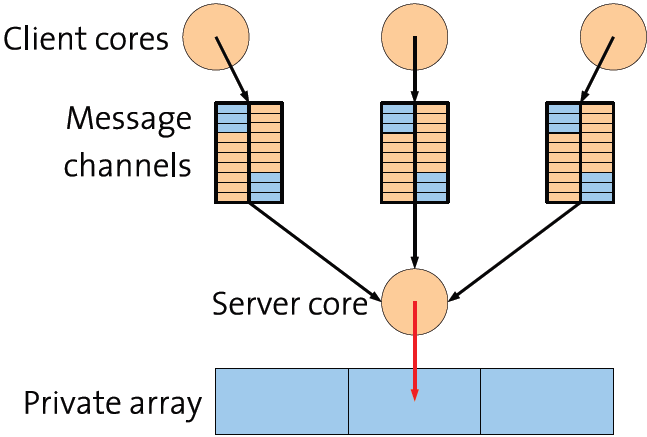 Client cores
Message
channels
Server core
Private array